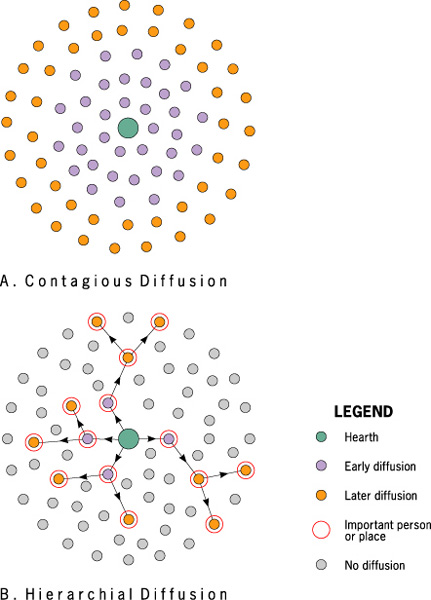 A. Contagious Diffusion
LEGEND
Hearth
Early diffusion
Later diffusion
Important person
or place
No diffusion
B. Hierarchial Diffusion